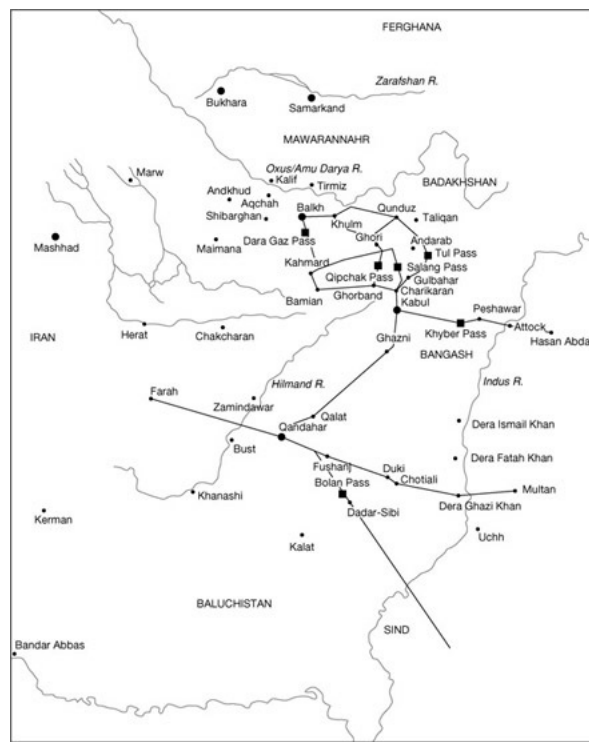 FERGHANA
Zarafshan R.
Bukhara
Samarkand
MAWARANNAHR
Oxus/Amu Darya R.
Marw
Kalif
Tirmiz
BADAKHSHAN
Andkhud
Aqchah
Balkh
Qunduz
Shibarghan
Khulm
Taliqan
Mashhad
Dara Gaz Pass
Ghori
Andarab
Maimana
Tul Pass
Kahmard
Salang Pass
Qipchak Pass
Gulbahar
Bamian
Ghorband
Charikaran
Kabul
Peshawar
IRAN
Herat
Chakcharan
Khyber Pass
Attock
Hasan Abda
Ghazni
BANGASH
Farah
Hilmand R.
Indus R.
Zamindawar
Qalat
Dera Ismail Khan
Qandahar
Bust
Fushanj
Duki
Dera Fatah Khan
Bolan Pass
Chotiali
Khanashi
Multan
Dadar-Sibi
Dera Ghazi Khan
Kerman
Kalat
Uchh
BALUCHISTAN
SIND
Bandar Abbas